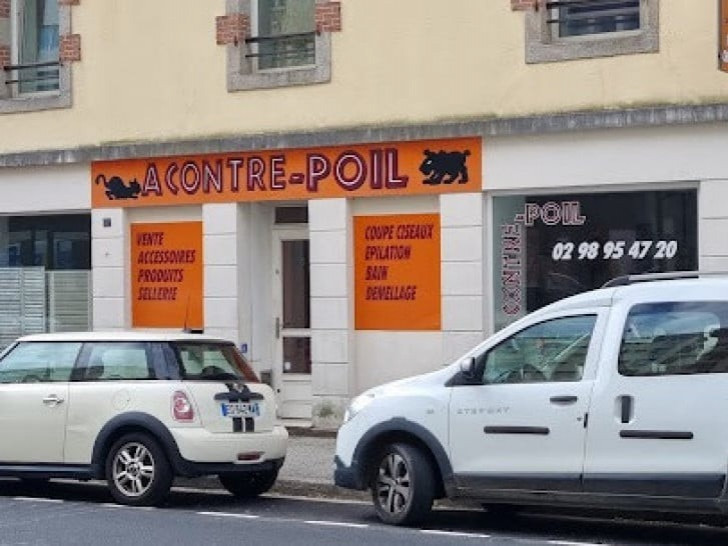 A CONTRE-POIL
VENTE
ACCESSOIRES
PRODUITS
SELLERIE
COUPE CISEAUX
EPILATION
BAIN
DEMELLAGE
CONTRE
-POIL
02 98 95 47 20
STEPWAY